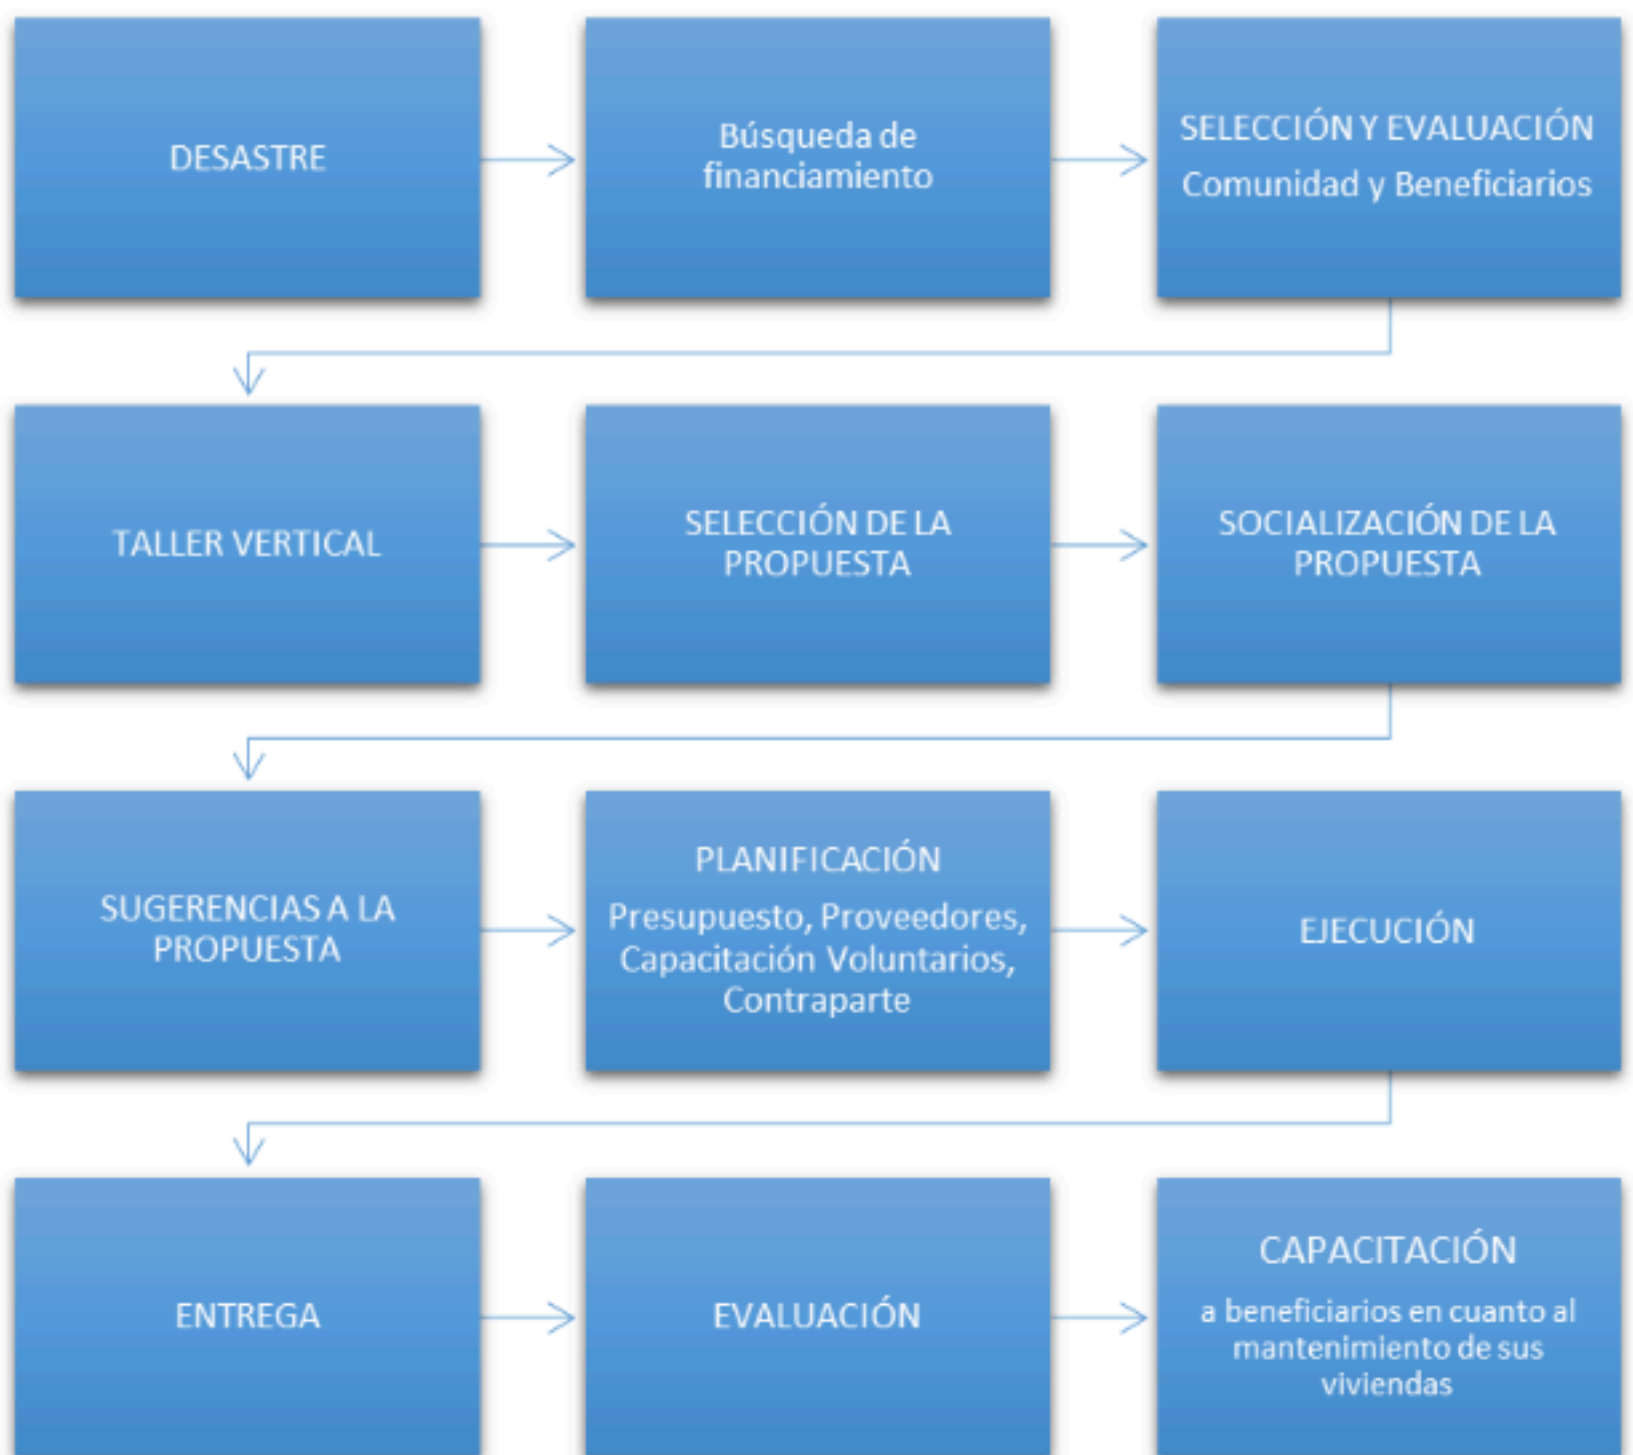 DESASTRE
Búsqueda de
financiamiento
SELECCIÓN Y EVALUACIÓN
Comunidad y Beneficiarios
TALLER VERTICAL
SELECCIÓN DE LA
PROPUESTA
SOCIALIZACIÓN DE LA
PROPUESTA
SUGERENCIAS A LA
PROPUESTA
PLANIFICACIÓN
Presupuesto, Proveedores,
Capacitación Voluntarios,
Contraparte
EJECUCIÓN
ENTREGA
EVALUACIÓN
CAPACITACIÓN
a beneficiarios en cuanto al
mantenimiento de sus
viviendas